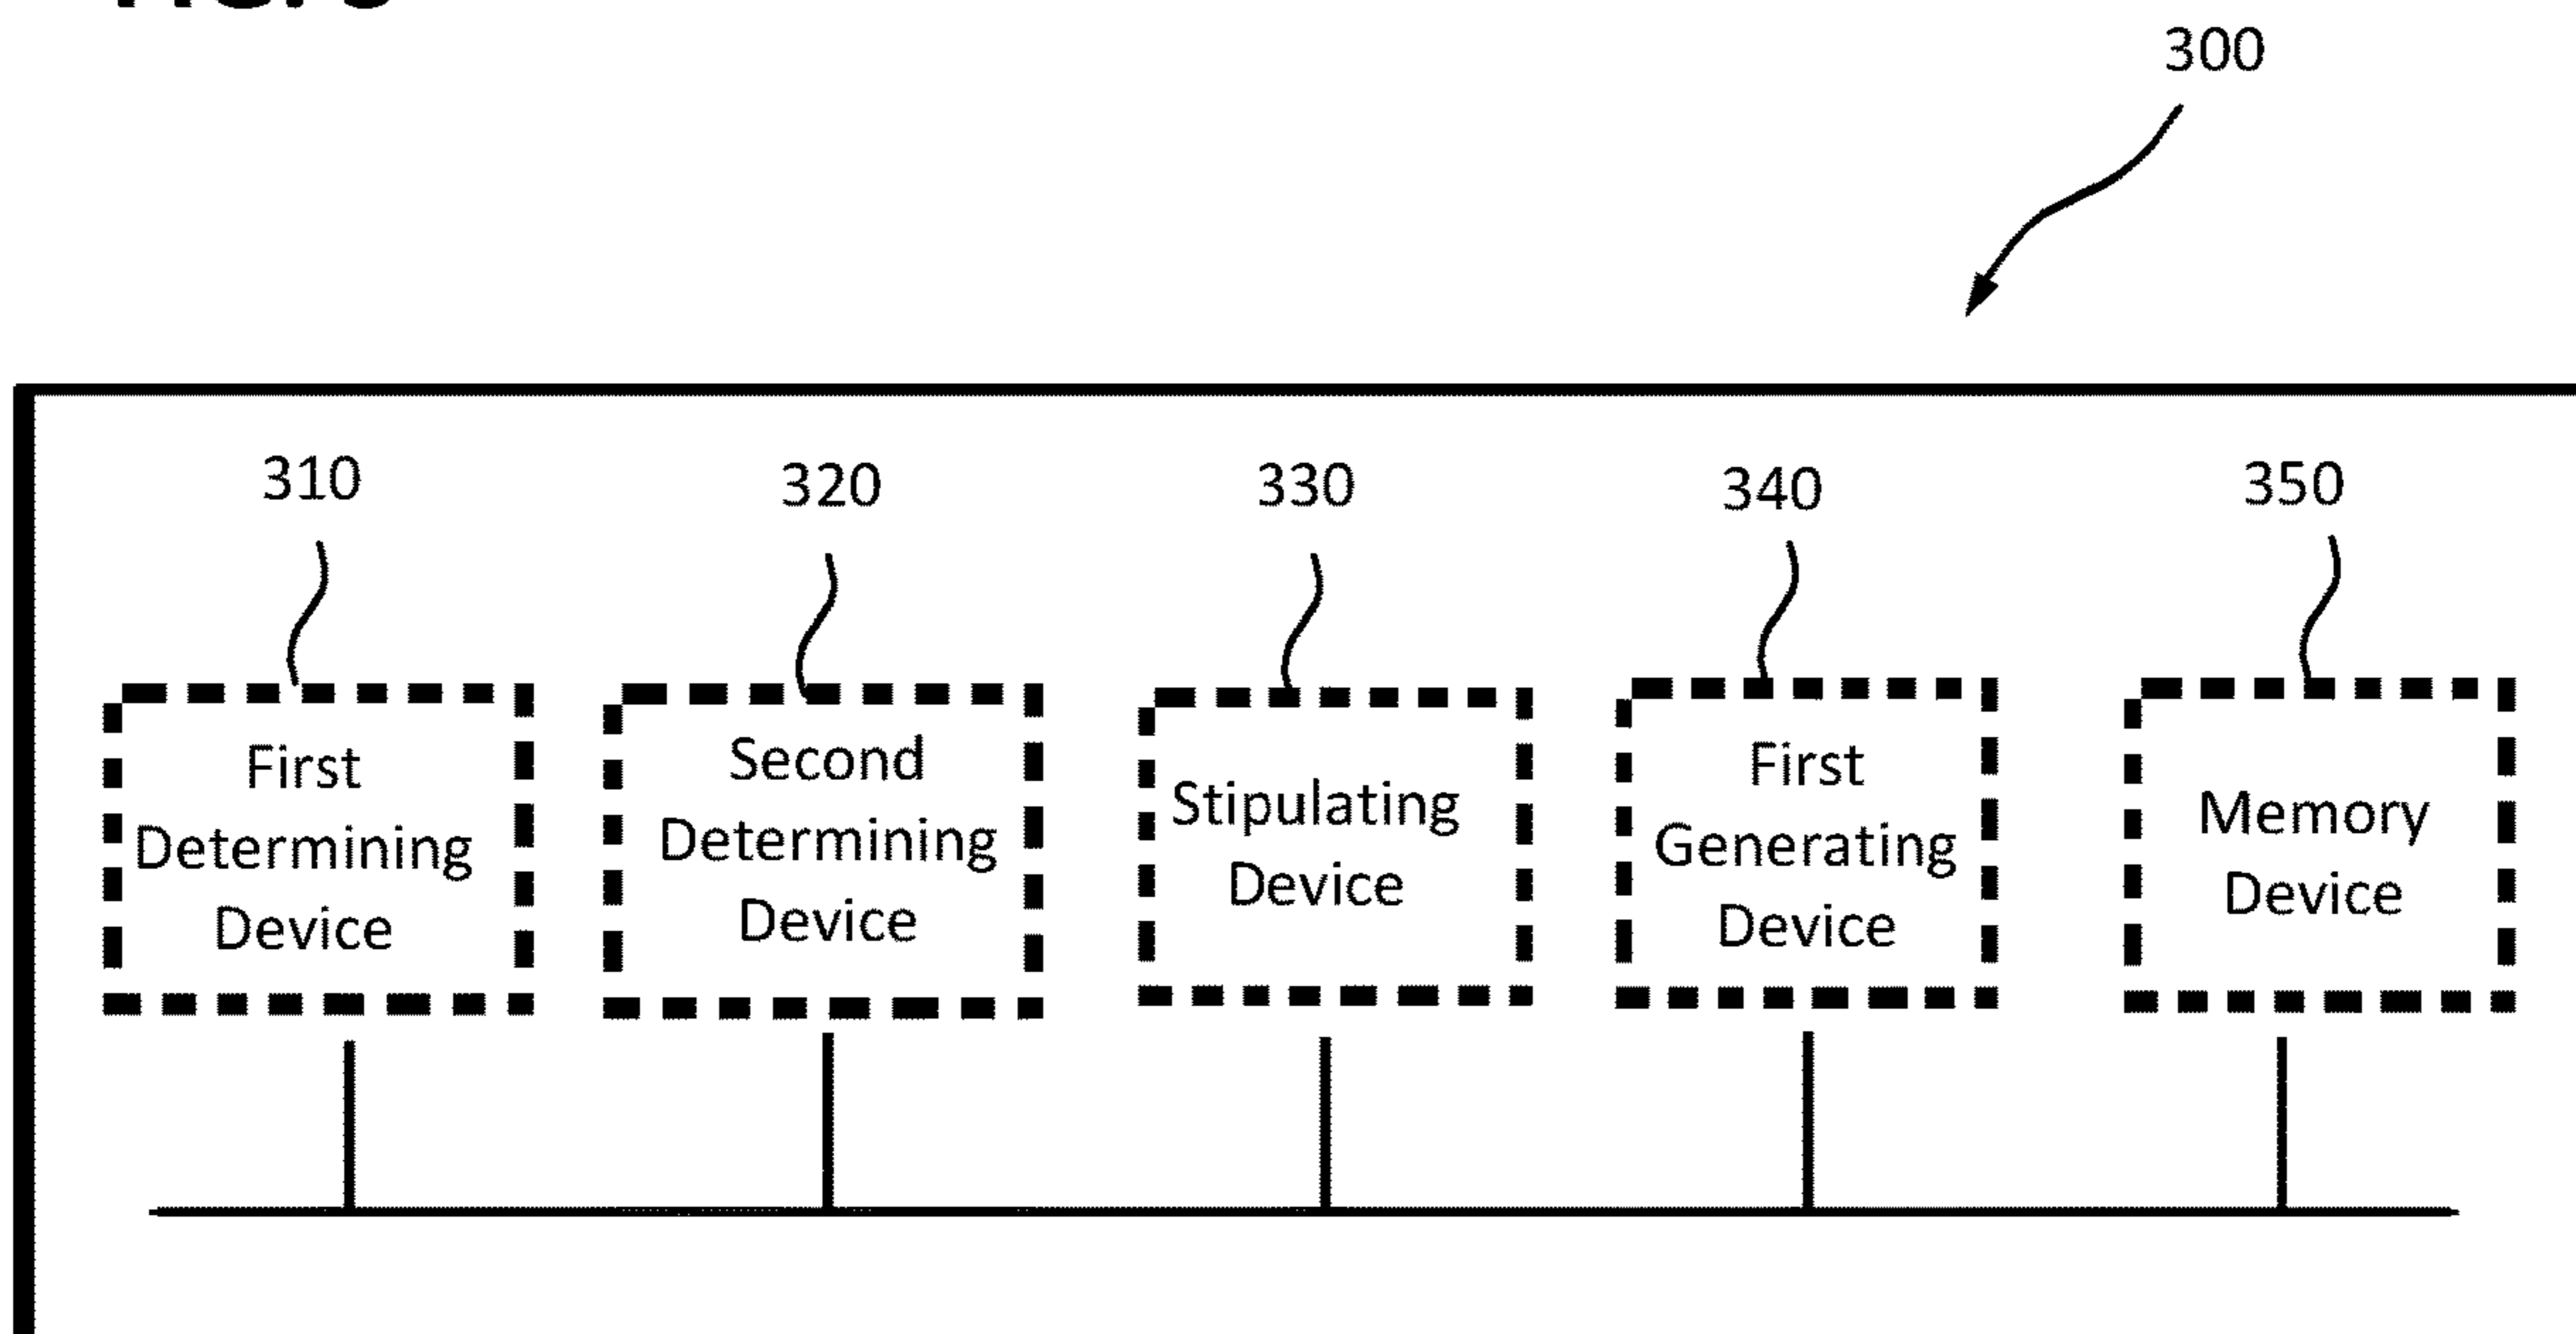 300
310
320
330
340
350
First
Determining
Device
Second
Determining
Device
Stipulating
Device
First
Generating
Device
Memory
Device